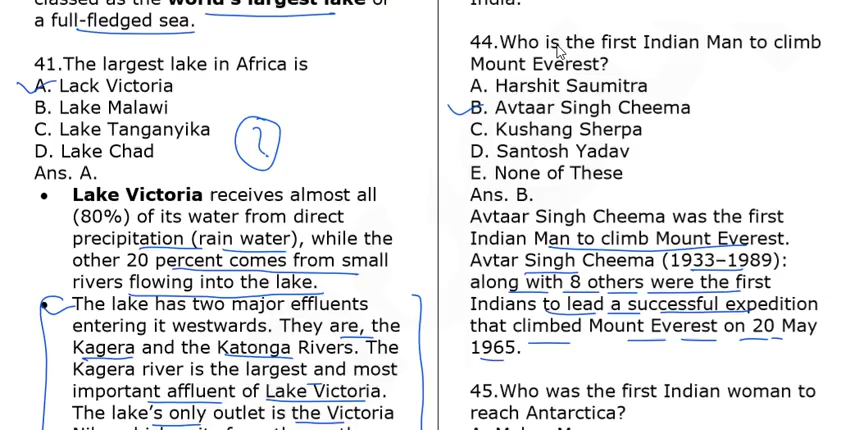 classed as the world's largest lake or
a full-fledged sea.
41.The largest lake in Africa is
A. Lack Victoria
B. Lake Malawi
C. Lake Tanganyika
D. Lake Chad
Ans. A.
• Lake Victoria receives almost all
(80%) of its water from direct
precipitation (rain water), while the
other 20 percent comes from small
rivers flowing into the lake.
• The lake has two major effluents
entering it westwards. They are, the
Kagera and the Katonga Rivers. The
Kagera river is the largest and most
important affluent of Lake Victoria.
The lake's only outlet is the Victoria
?
India.
44.Who is the first Indian Man to climb
Mount Everest?
A. Harshit Saumitra
B. Avtaar Singh Cheema
C. Kushang Sherpa
D. Santosh Yadav
E. None of These
Ans. B.
Avtaar Singh Cheema was the first
Indian Man to climb Mount Everest.
Avtar Singh Cheema (1933–1989):
along with 8 others were the first
Indians to lead a successful expedition
that climbed Mount Everest on 20 May
1965.
45.Who was the first Indian woman to
reach Antarctica?